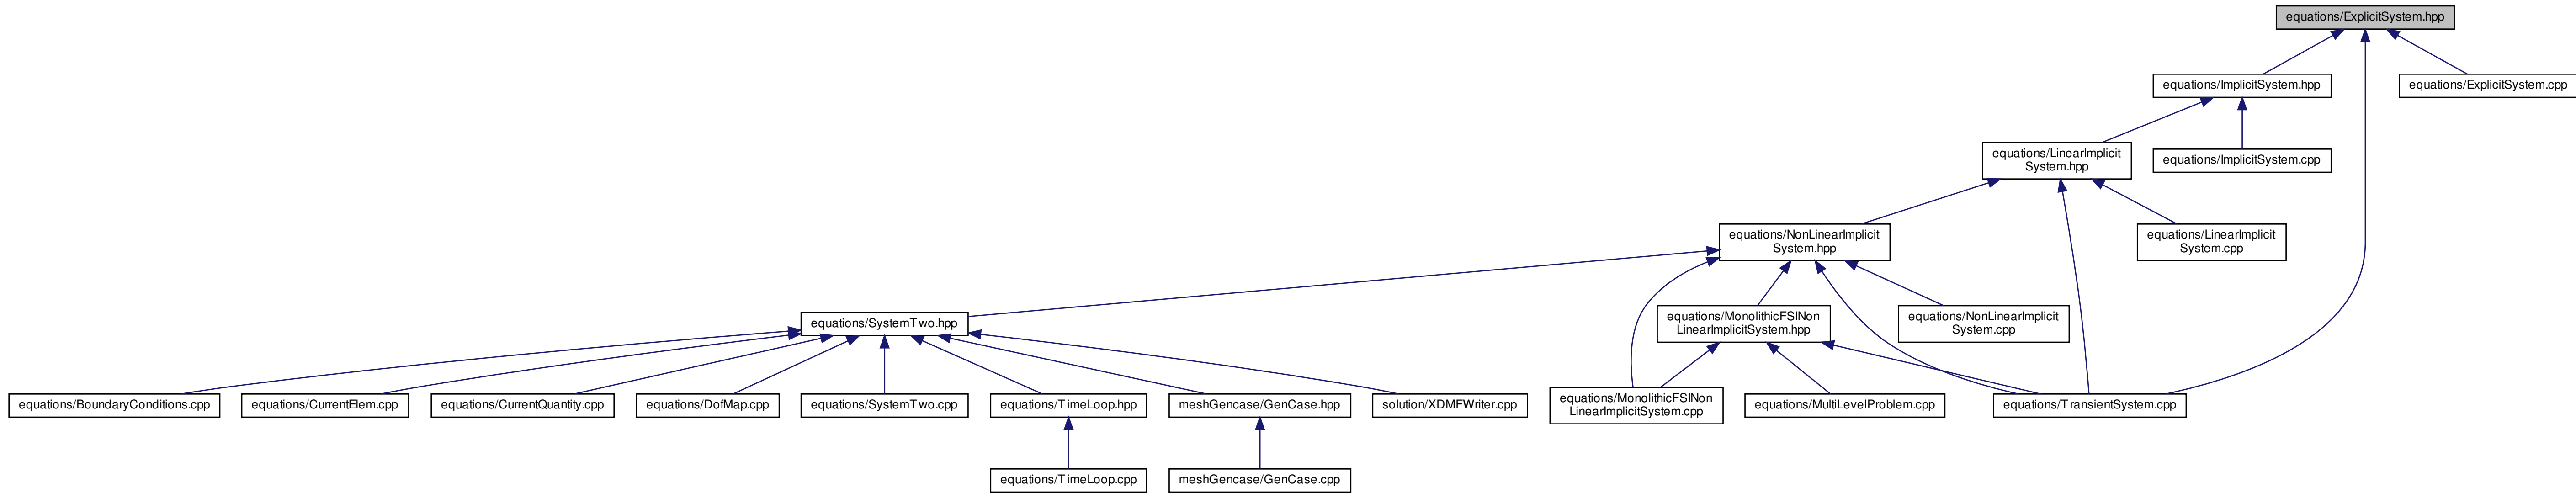 equations/ExplicitSystem.hpp
equations/ImplicitSystem.hpp
equations/ExplicitSystem.cpp
equations/LinearImplicit
System.hpp
equations/ImplicitSystem.cpp
equations/NonLinearImplicit
System.hpp
equations/LinearImplicit
System.cpp
equations/SystemTwo.hpp
equations/MonolithicFSINon
LinearImplicitSystem.hpp
equations/NonLinearImplicit
System.cpp
equations/BoundaryConditions.cpp
equations/CurrentElem.cpp
equations/CurrentQuantity.cpp
equations/DofMap.cpp
equations/SystemTwo.cpp
equations/TimeLoop.hpp
meshGencase/GenCase.hpp
solution/XDMFWriter.cpp
equations/MonolithicFSINon
LinearImplicitSystem.cpp
equations/MultiLevelProblem.cpp
equations/TransientSystem.cpp
equations/TimeLoop.cpp
meshGencase/GenCase.cpp